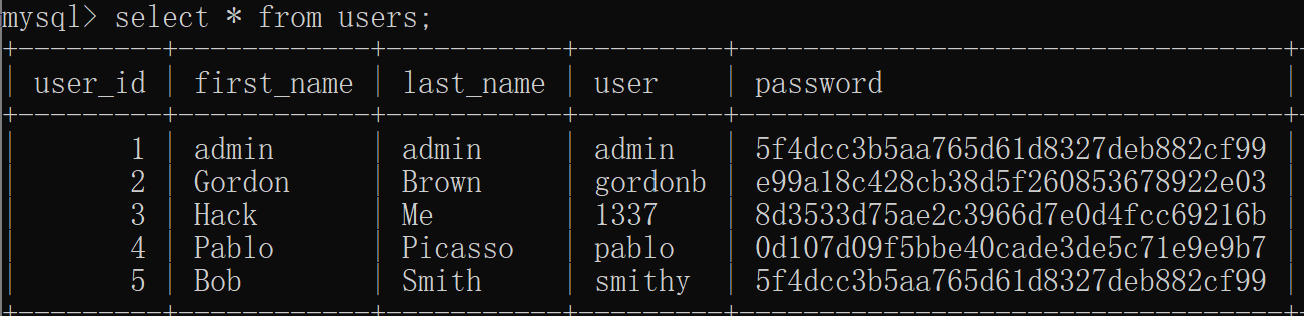 mysql> select * from users;
+---------+------------+-----------+---------+----------------------------------+
| user_id | first_name | last_name | user | password |
+---------+------------+-----------+---------+----------------------------------+
| 1 | admin | admin | admin | 5f4dcc3b5aa765d61d8327deb882cf99 |
| 2 | Gordon | Brown | gordonb | e99a18c428cb38d5f260853678922e03 |
| 3 | Hack | Me | 1337 | 8d3533d75ae2c3966d7e0d4fcc69216b |
| 4 | Pablo | Picasso | pablo | 0d107d09f5bbe40cade3de5c71e9e9b7 |
| 5 | Bob | Smith | smithy | 5f4dcc3b5aa765d61d8327deb882cf99 |
+---------+------------+-----------+---------+----------------------------------+